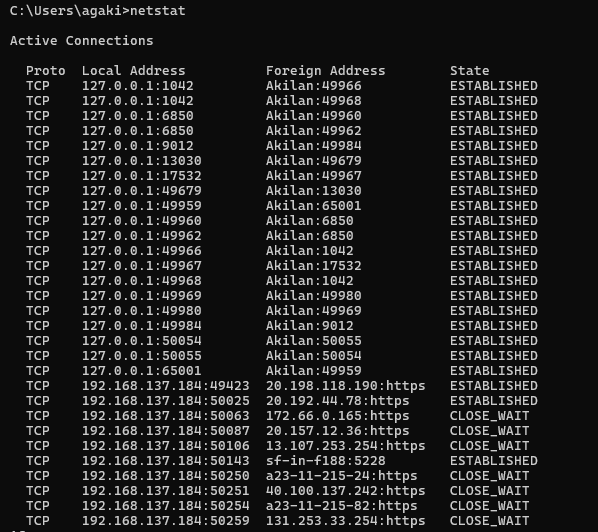 C:\Users\agaki>netstat
Active Connections
Proto  Local Address          Foreign Address        State
TCP    127.0.0.1:1042         Akilan:49966           ESTABLISHED
TCP    127.0.0.1:1042         Akilan:49968           ESTABLISHED
TCP    127.0.0.1:6850         Akilan:49960           ESTABLISHED
TCP    127.0.0.1:6850         Akilan:49962           ESTABLISHED
TCP    127.0.0.1:9012         Akilan:49984           ESTABLISHED
TCP    127.0.0.1:13030        Akilan:49679           ESTABLISHED
TCP    127.0.0.1:17532        Akilan:49967           ESTABLISHED
TCP    127.0.0.1:49679        Akilan:13030           ESTABLISHED
TCP    127.0.0.1:49959        Akilan:65001           ESTABLISHED
TCP    127.0.0.1:49960        Akilan:6850            ESTABLISHED
TCP    127.0.0.1:49962        Akilan:6850            ESTABLISHED
TCP    127.0.0.1:49966        Akilan:1042            ESTABLISHED
TCP    127.0.0.1:49967        Akilan:17532           ESTABLISHED
TCP    127.0.0.1:49968        Akilan:1042            ESTABLISHED
TCP    127.0.0.1:49969        Akilan:49980           ESTABLISHED
TCP    127.0.0.1:49980        Akilan:49969           ESTABLISHED
TCP    127.0.0.1:49984        Akilan:9012            ESTABLISHED
TCP    127.0.0.1:50054        Akilan:50055           ESTABLISHED
TCP    127.0.0.1:50055        Akilan:50054           ESTABLISHED
TCP    127.0.0.1:65001        Akilan:49959           ESTABLISHED
TCP    192.168.137.184:49423  20.198.118.190:https   ESTABLISHED
TCP    192.168.137.184:50025  20.192.44.78:https     ESTABLISHED
TCP    192.168.137.184:50063  172.66.0.165:https     CLOSE_WAIT
TCP    192.168.137.184:50087  20.157.12.36:https     CLOSE_WAIT
TCP    192.168.137.184:50106  13.107.253.254:https   CLOSE_WAIT
TCP    192.168.137.184:50143  sf-in-f188:5228        ESTABLISHED
TCP    192.168.137.184:50250  a23-11-215-24:https    CLOSE_WAIT
TCP    192.168.137.184:50251  40.100.137.242:https   CLOSE_WAIT
TCP    192.168.137.184:50254  a23-11-215-82:https    CLOSE_WAIT
TCP    192.168.137.184:50259  131.253.33.254:https   CLOSE_WAIT